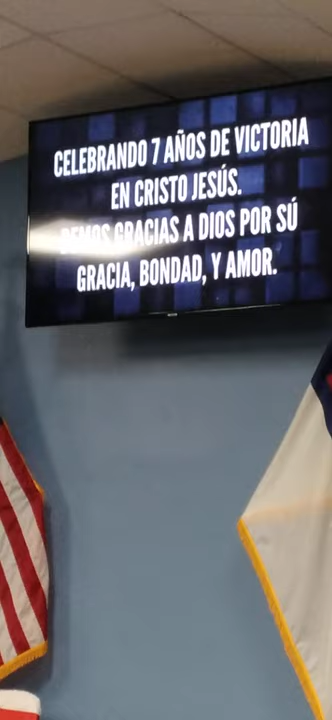 CELEBRANDO 7 AÑOS DE VICTORIA
EN CRISTO JESÚS.
DEMOS GRACIAS A DIOS POR SÚ
GRACIA, BONDAD, Y AMOR.